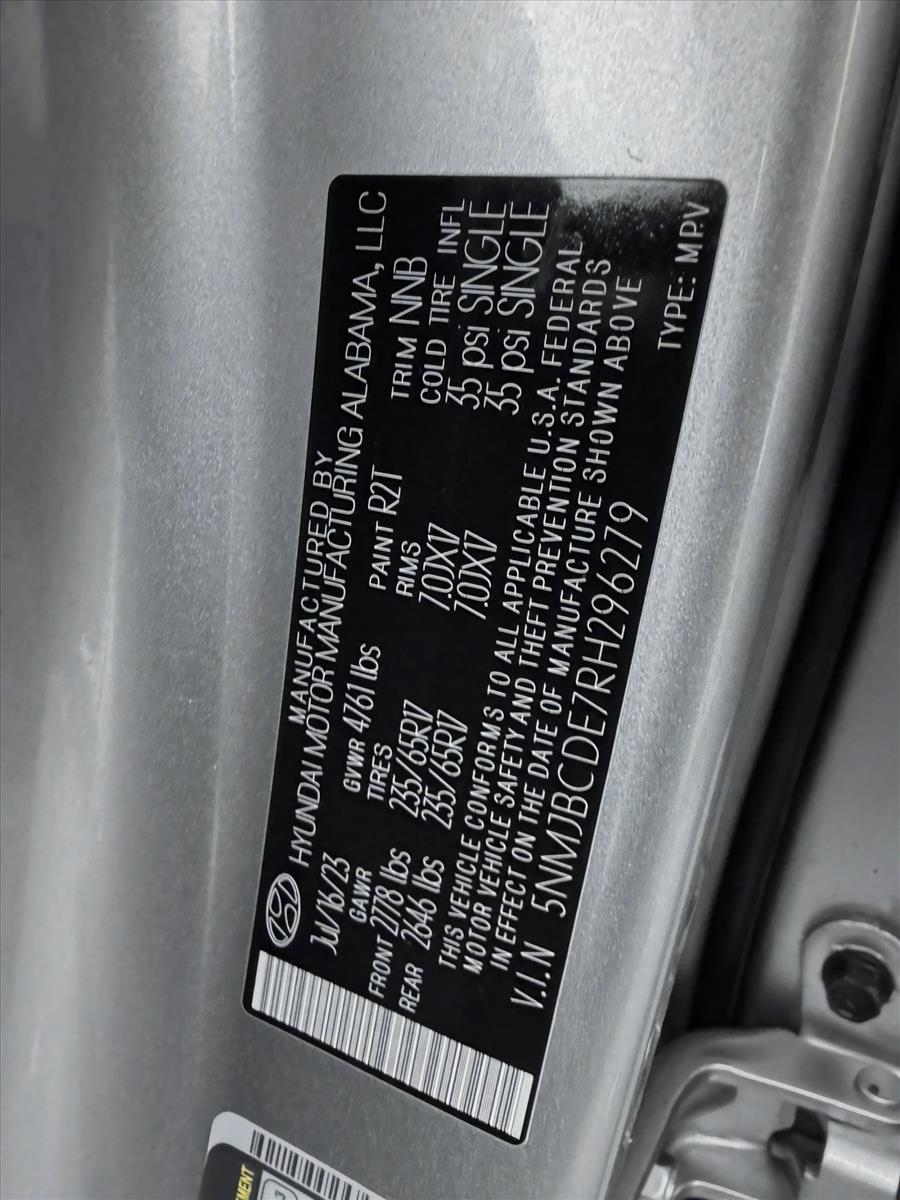 MANUFACTURED BY
HYUNDAI MOTOR MANUFACTURING ALABAMA, LLC
Jul/16/23 GVWR 4761 lbs PAINT R2T TRIM NNB
GAWR TIRES RIMS COLD TIRE INFL
FRONT 2778 lbs 235/65R17 7.0JX17 35 psi SINGLE
REAR 2646 lbs 235/65R17 7.0JX17 35 psi SINGLE
THIS VEHICLE CONFORMS TO ALL APPLICABLE U.S.A. FEDERAL
MOTOR VEHICLE SAFETY AND THEFT PREVENTION STANDARDS
IN EFFECT ON THE DATE OF MANUFACTURE SHOWN ABOVE
V.I.N 5NMJBCDE7RH296279 TYPE: M.P.V